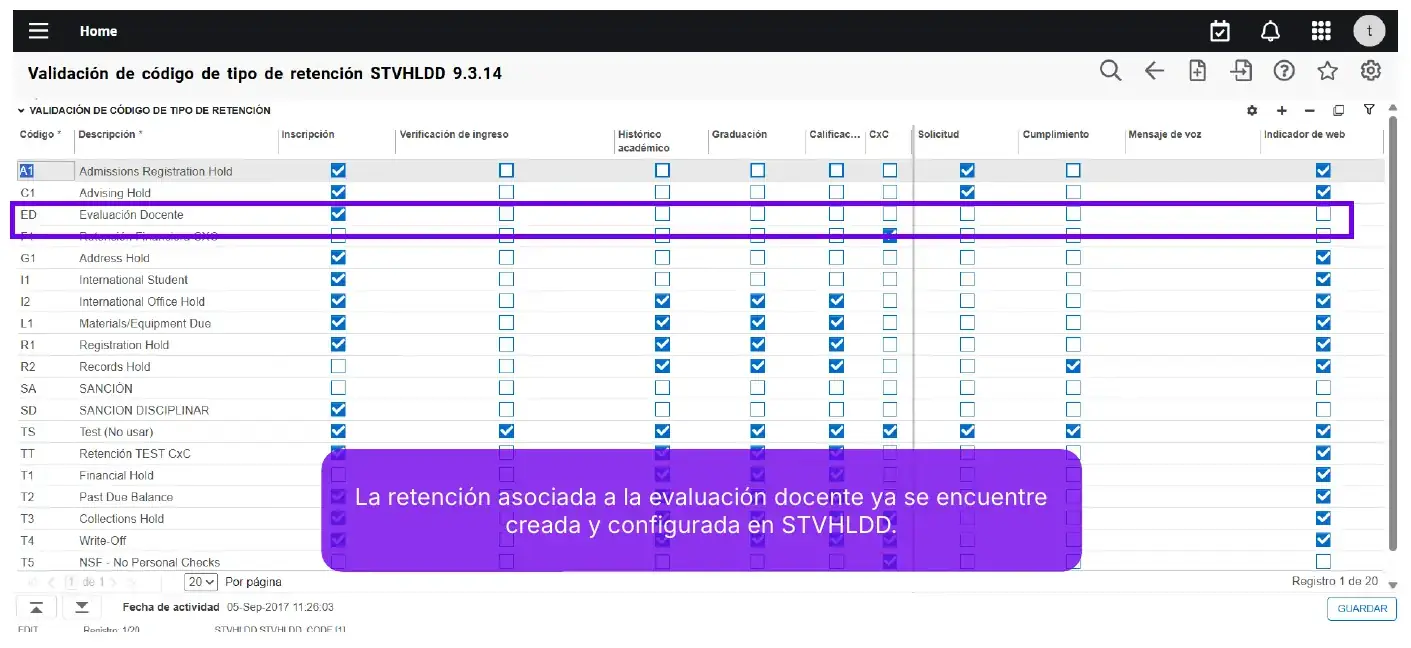 Home
t
Validación de código de tipo de retención STVHLDD 9.3.14
VALIDACIÓN DE CÓDIGO DE TIPO DE RETENCIÓN
Código * Descripción * Inscripción Verificación de ingreso Histórico académico Graduación Calificac... CxC Solicitud Cumplimiento Mensaje de voz Indicador de web
A1 Admissions Registration Hold
C1 Advising Hold
ED Evaluación Docente
F1 Retención Financiera CXC
G1 Address Hold
I1 International Student
I2 International Office Hold
L1 Materials/Equipment Due
R1 Registration Hold
R2 Records Hold
SA SANCIÓN
SD SANCION DISCIPLINAR
TS Test (No usar)
TT Retención TEST CxC
T1 Financial Hold
T2 Past Due Balance
T3 Collections Hold
T4 Write-Off
T5 NSF - No Personal Checks
La retención asociada a la evaluación docente ya se encuentre
creada y configurada en STVHLDD.
1 de 1 20 Por página Registro 1 de 20
Fecha de actividad 05-Sep-2017 11:26:03
GUARDAR
EDIT Registro: 1/20 STVHLDD.STVHLDD_CODE [1]